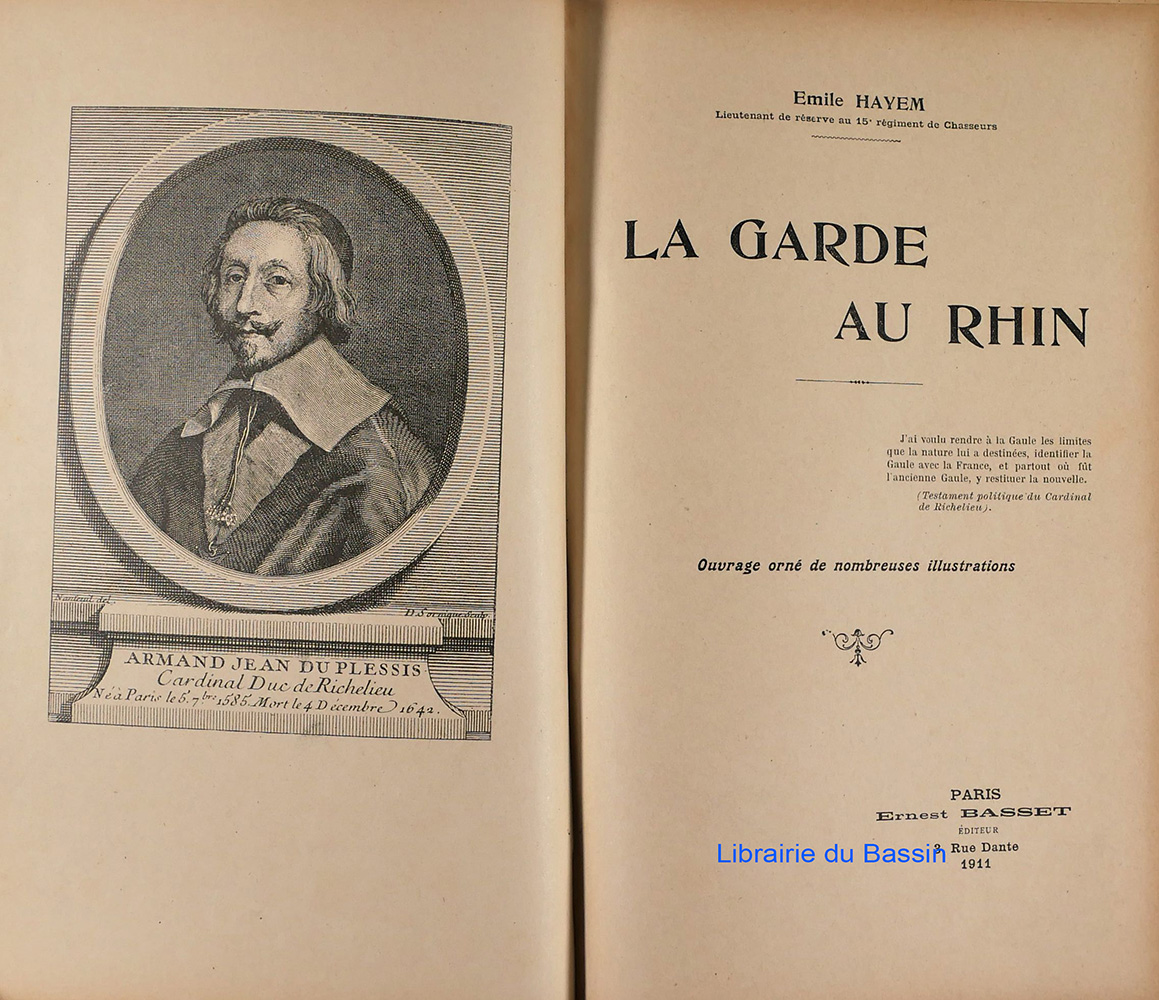 Nanteuil del.
ARMAND JEAN DU PLESSIS
Cardinal Duc de Richelieu
Né à Paris le 5. 7.bre 1585. Mort le 4 Décembre 1642.
Emile HAYEM
Lieutenant de réserve au 15e régiment de Chasseurs
LA GARDE
AU RHIN
J'ai voulu rendre à la Gaule les limites
que la nature lui a destinées, identifier la
Gaule avec la France, et partout où fût
l'ancienne Gaule, y restituer la nouvelle.
(Testament politique du Cardinal
de Richelieu).
Ouvrage orné de nombreuses illustrations
PARIS
Ernest BASSET
ÉDITEUR
3, Rue Dante
Librairie du Bassin
1911